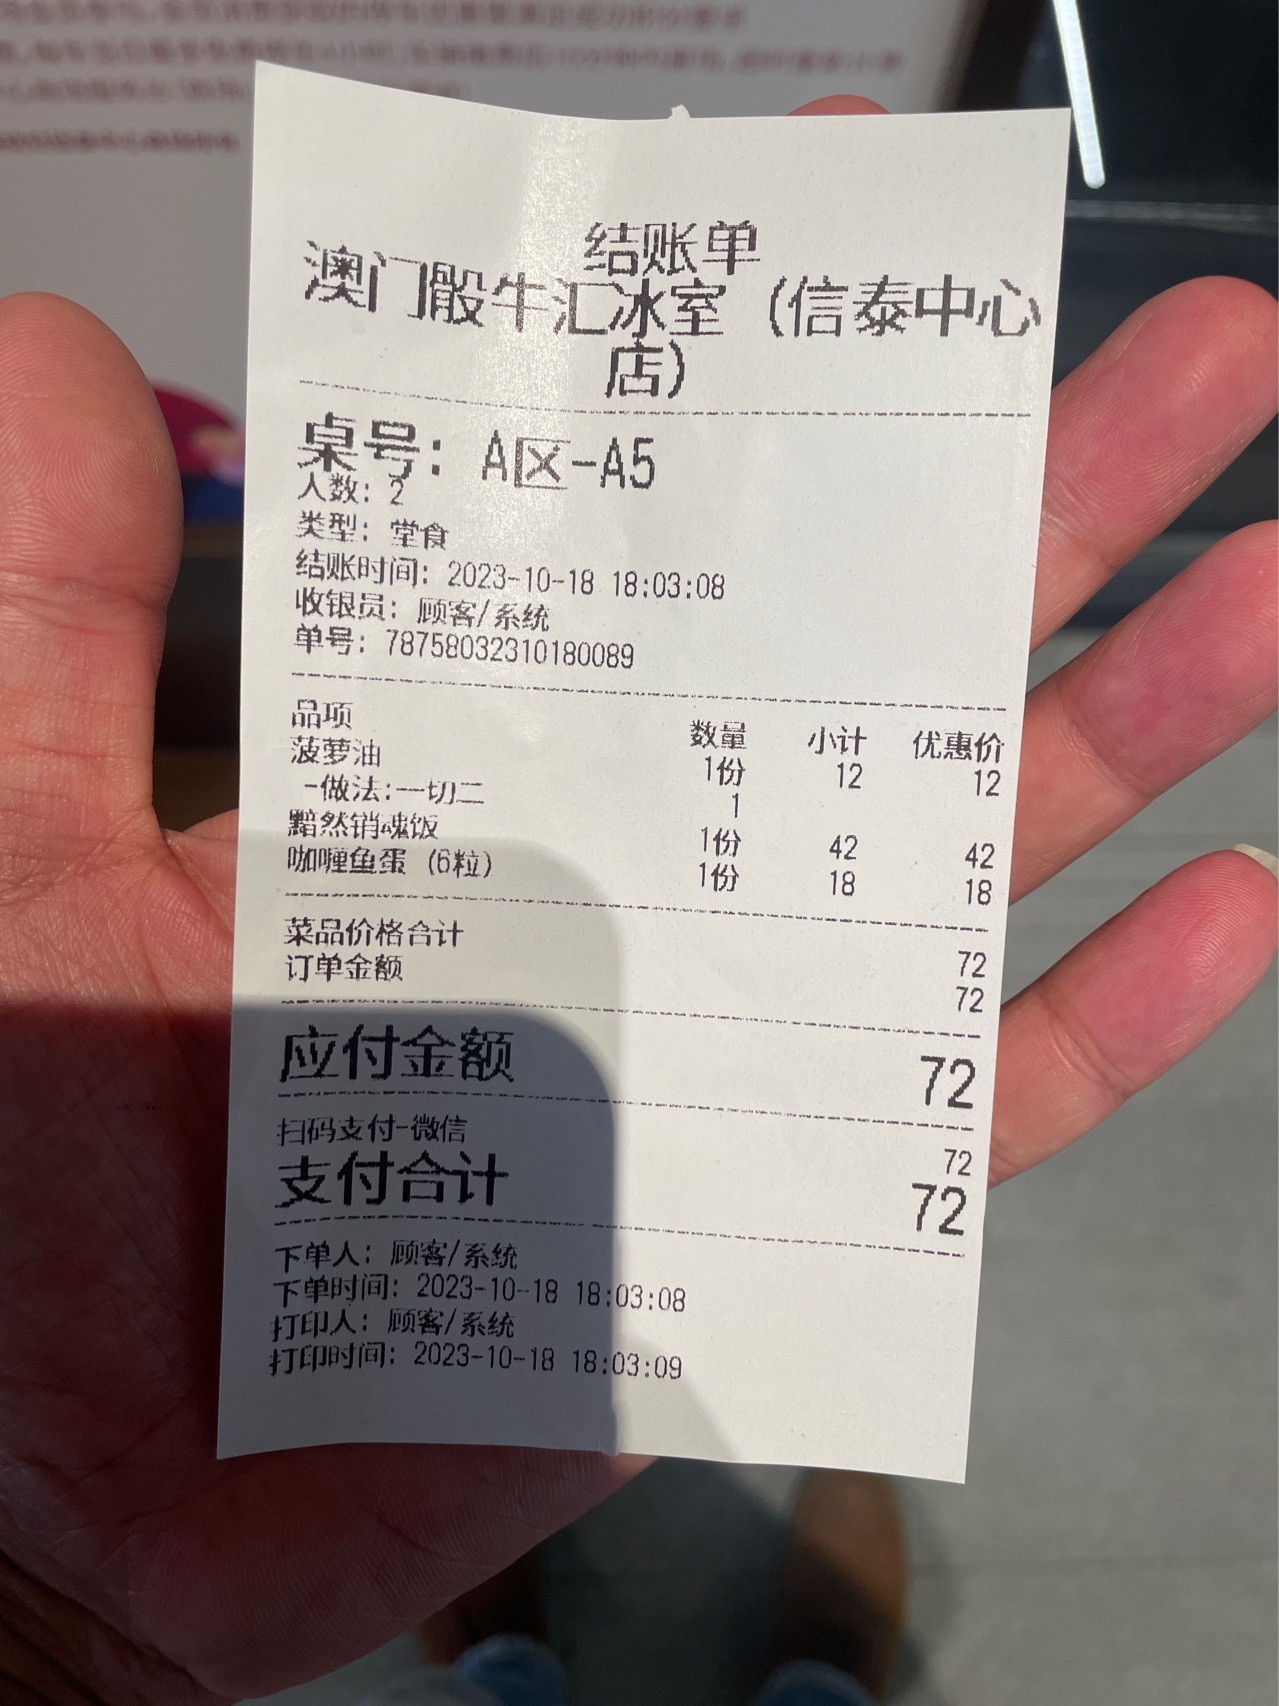 结账单
澳门骰牛汇冰室（信泰中心
店）
桌号：A区-A5
人数：2
类型：堂食
结账时间：2023-10-18 18:03:08
收银员：顾客/系统
单号：78758032310180089
品项 数量 小计 优惠价
菠萝油 1份 12 12
-做法:一切二 1
黯然销魂饭 1份 42 42
咖喱鱼蛋（6粒） 1份 18 18
菜品价格合计 72
订单金额 72
应付金额 72
扫码支付-微信 72
支付合计 72
下单人：顾客/系统
下单时间：2023-10-18 18:03:08
打印人：顾客/系统
打印时间：2023-10-18 18:03:09